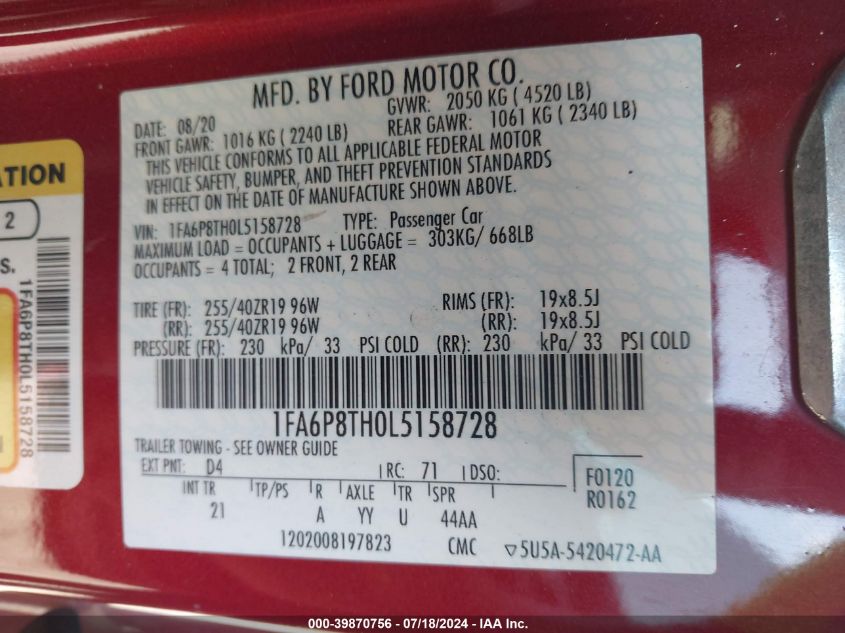 MFD. BY FORD MOTOR CO.
DATE: 08/20 GVWR: 2050 KG ( 4520 LB)
FRONT GAWR: 1016 KG ( 2240 LB) REAR GAWR: 1061 KG ( 2340 LB)
THIS VEHICLE CONFORMS TO ALL APPLICABLE FEDERAL MOTOR
VEHICLE SAFETY, BUMPER, AND THEFT PREVENTION STANDARDS
IN EFFECT ON THE DATE OF MANUFACTURE SHOWN ABOVE.
VIN: 1FA6P8TH0L5158728 TYPE: Passenger Car
MAXIMUM LOAD = OCCUPANTS + LUGGAGE = 303KG/ 668LB
OCCUPANTS = 4 TOTAL; 2 FRONT, 2 REAR
TIRE (FR): 255/40ZR19 96W RIMS (FR): 19x8.5J
(RR): 255/40ZR19 96W (RR): 19x8.5J
PRESSURE (FR): 230 kPa/ 33 PSI COLD (RR): 230 kPa/ 33 PSI COLD
1FA6P8TH0L5158728
TRAILER TOWING - SEE OWNER GUIDE
EXT PNT: D4 RC: 71 DSO: F0120
INT TR TP/PS R AXLE TR SPR R0162
21 A YY U 44AA
1202008197823 CMC ▽5U5A-5420472-AA
ATION
2
S.
1FA6P8TH0L5158728
000-39870756 - 07/18/2024 - IAA Inc.